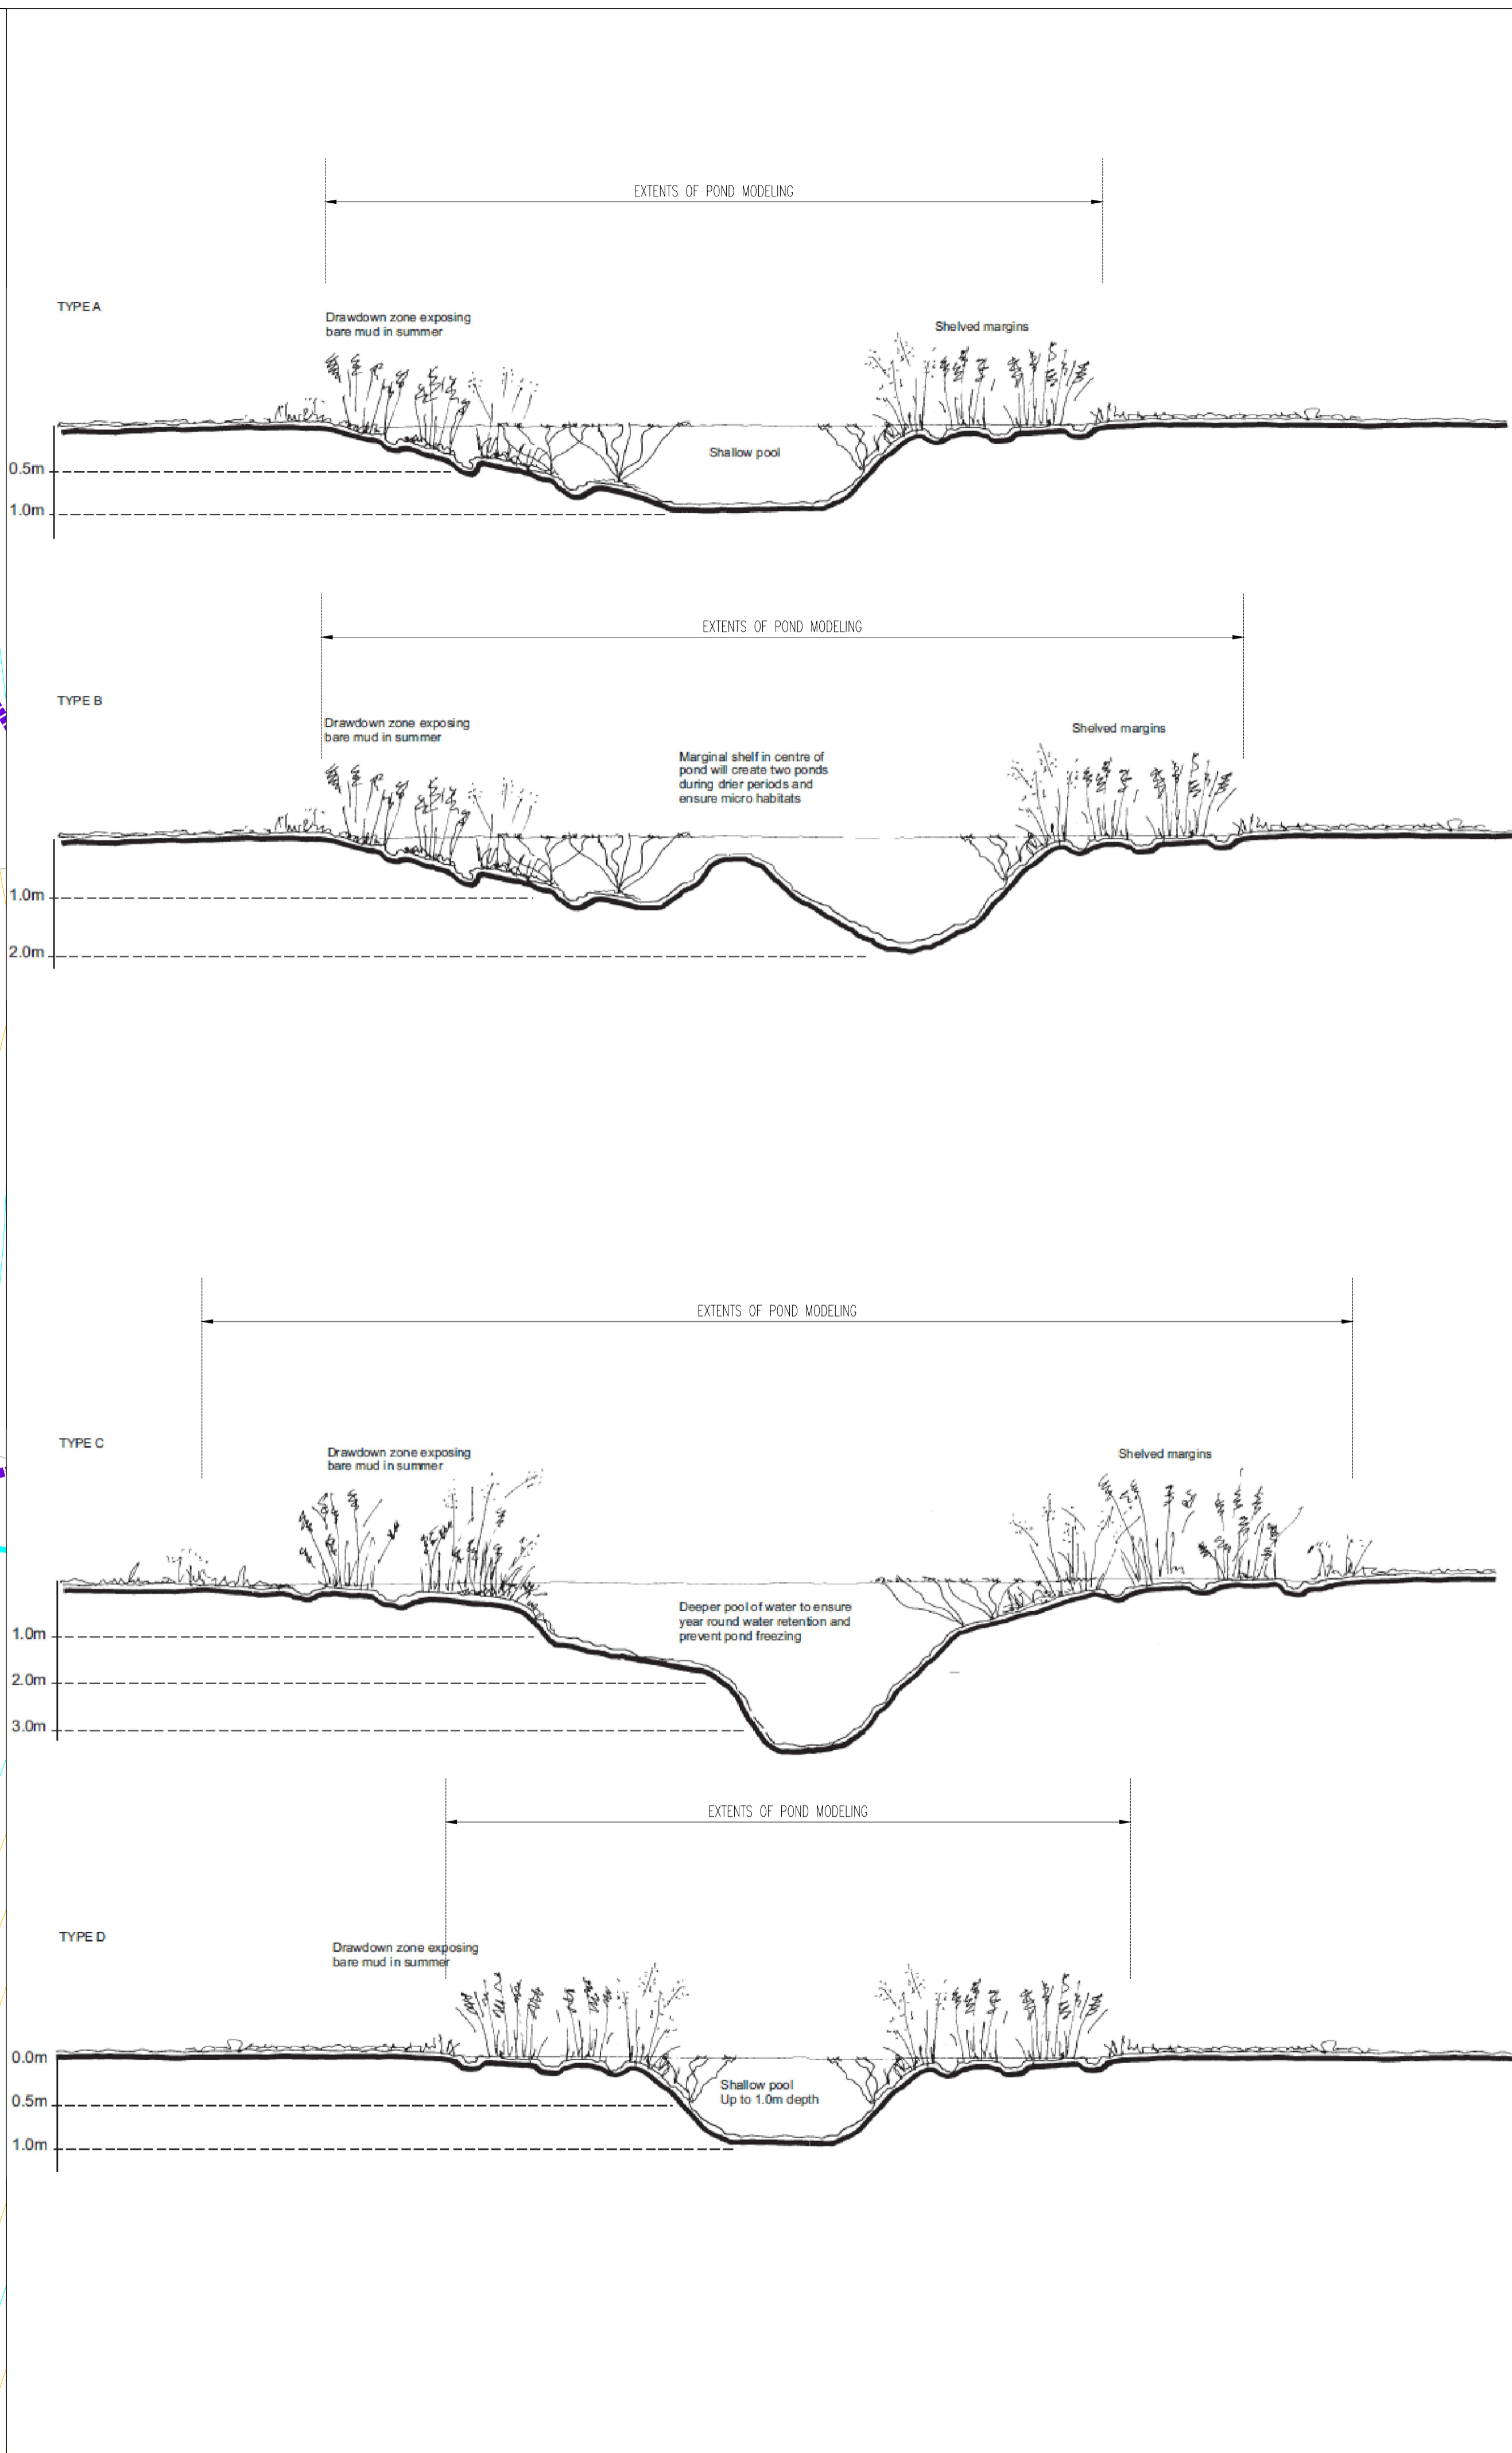 EXTENTS OF POND MODELING
TYPE A
Drawdown zone exposing
bare mud in summer
Shelved margins
Shallow pool
0.5m
1.0m
EXTENTS OF POND MODELING
TYPE B
Drawdown zone exposing
bare mud in summer
Marginal shelf in centre of
pond will create two ponds
during drier periods and
ensure micro habitats
Shelved margins
1.0m
2.0m
EXTENTS OF POND MODELING
TYPE C
Drawdown zone exposing
bare mud in summer
Shelved margins
Deeper pool of water to ensure
year round water retention and
prevent pond freezing
1.0m
2.0m
3.0m
EXTENTS OF POND MODELING
TYPE D
Drawdown zone exposing
bare mud in summer
0.0m
Shallow pool
Up to 1.0m depth
0.5m
1.0m